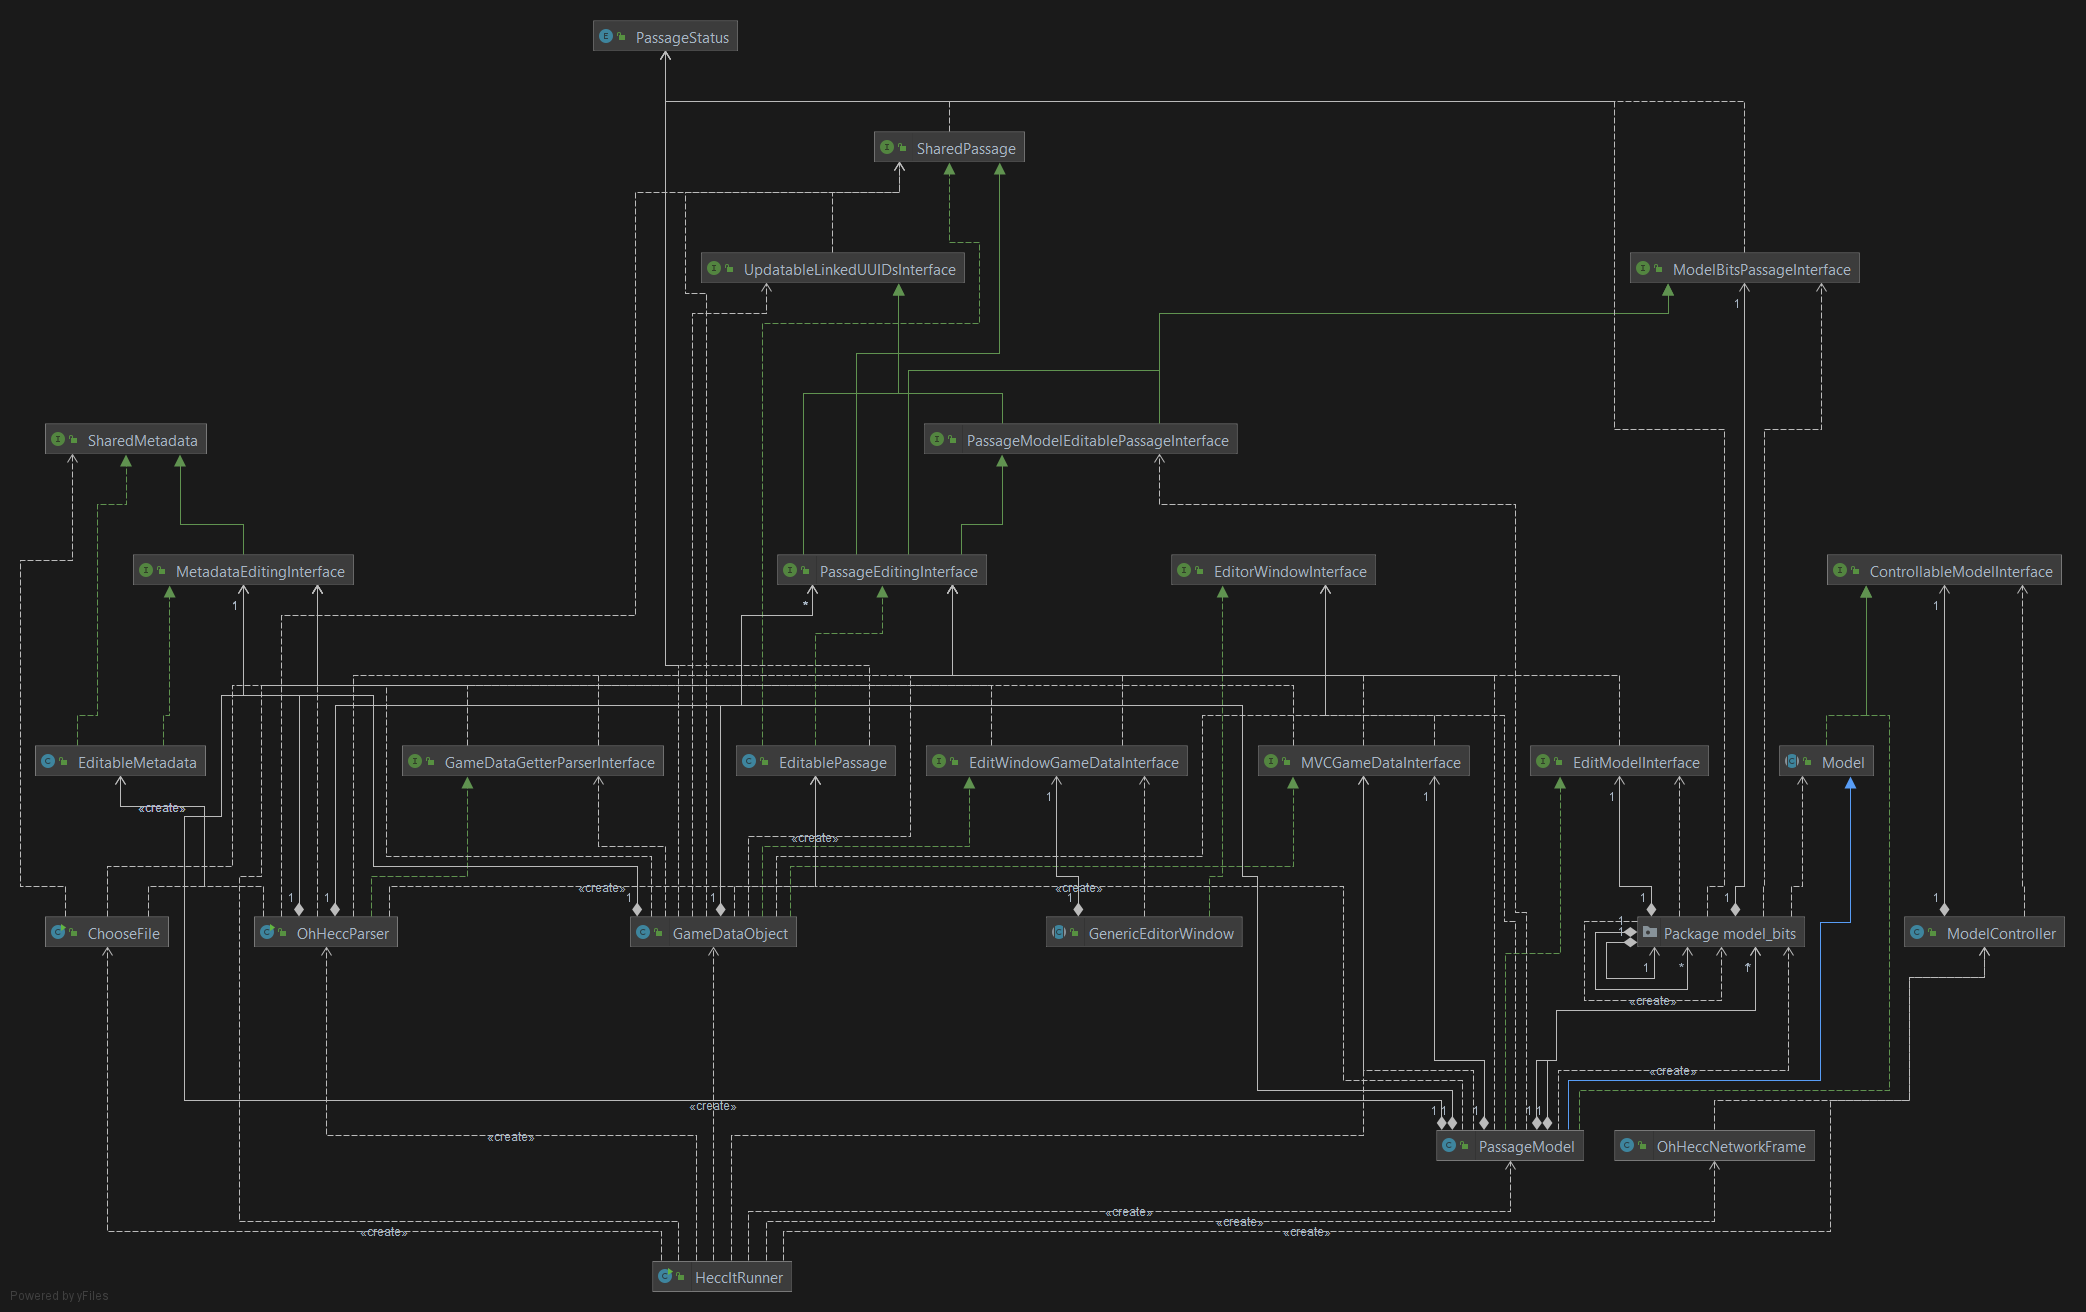 PassageStatus
SharedPassage
UpdatableLinkedUUIDsInterface
ModelBitsPassageInterface
1
SharedMetadata
PassageModelEditablePassageInterface
MetadataEditingInterface
PassageEditingInterface
EditorWindowInterface
ControllableModelInterface
1
*
1
EditableMetadata
GameDataGetterParserInterface
EditablePassage
EditWindowGameDataInterface
MVCGameDataInterface
EditModelInterface
Model
1
1
1
«create»
«create»
«create»
«create»
1
1
1
1
1
1
1
1
ChooseFile
OhHeccParser
GameDataObject
GenericEditorWindow
Package model_bits
ModelController
1
1
1
*
*
«create»
«create»
«create»
1
1
1
1
1
«create»
PassageModel
OhHeccNetworkFrame
«create»
«create»
«create»
«create»
HeccItRunner
Powered by yFiles